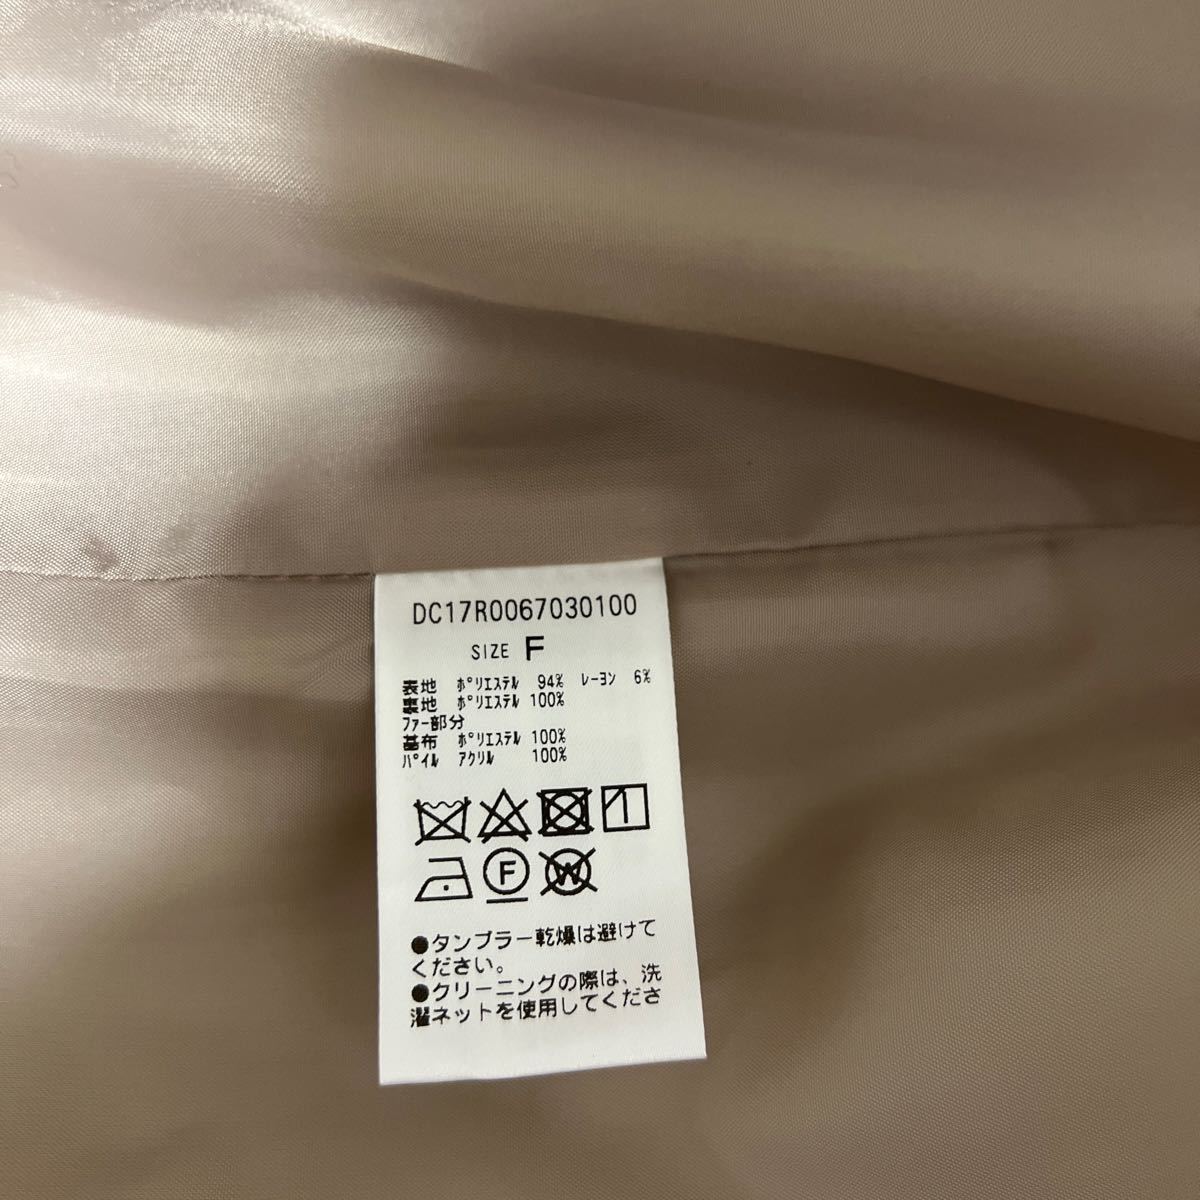 DC17R0067030100
SIZE F
表地 ﾎﾟﾘｴｽﾃﾙ 94% ﾚｰﾖﾝ 6%
裏地 ﾎﾟﾘｴｽﾃﾙ 100%
ﾌｧｰ部分
基布 ﾎﾟﾘｴｽﾃﾙ 100%
ﾊﾟｲﾙ ｱｸﾘﾙ 100%
F W
●タンブラー乾燥は避けて
ください。
●クリーニングの際は、洗
濯ネットを使用してくださ